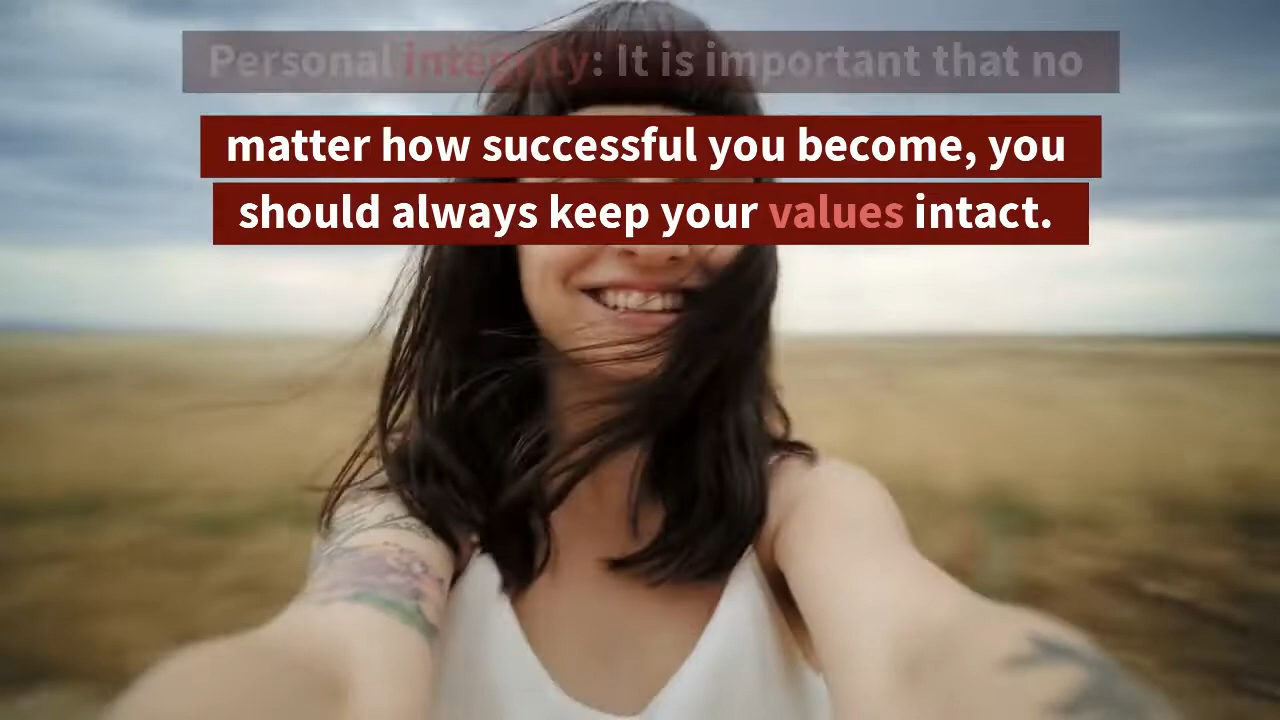 Personal integrity: It is important that no
matter how successful you become, you
should always keep your values intact.